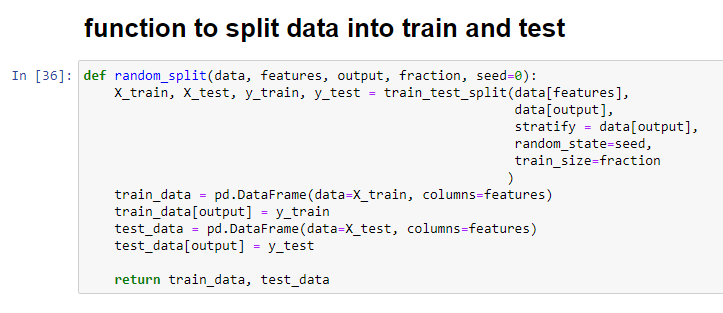 function to split data into train and test
In [36]: def random_split(data, features, output, fraction, seed=0):
    X_train, X_test, y_train, y_test = train_test_split(data[features],
                                                        data[output],
                                                        stratify = data[output],
                                                        random_state=seed,
                                                        train_size=fraction
                                                       )
    train_data = pd.DataFrame(data=X_train, columns=features)
    train_data[output] = y_train
    test_data = pd.DataFrame(data=X_test, columns=features)
    test_data[output] = y_test
    return train_data, test_data